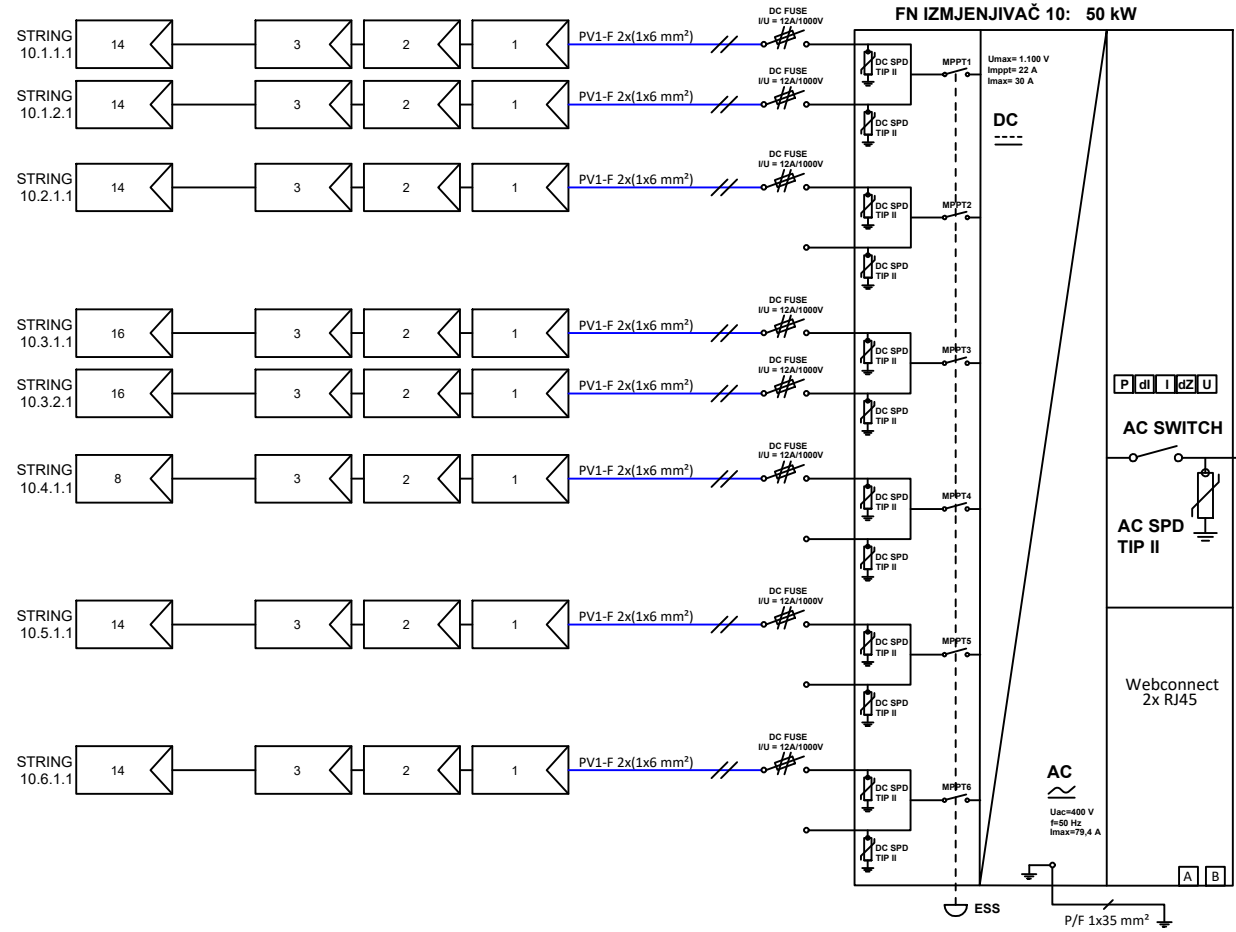 FN IZMJENJIVAČ 10: 50 kW
STRING
10.1.1.1
14
3
2
1
PV1-F 2x(1x6 mm²)
DC FUSE
I/U = 12A/1000V
DC SPD
TIP II
MPPT1
Umax= 1.100 V
Imppt= 22 A
Imax= 30 A
DC
STRING
10.1.2.1
14
3
2
1
PV1-F 2x(1x6 mm²)
DC FUSE
I/U = 12A/1000V
DC SPD
TIP II
STRING
10.2.1.1
14
3
2
1
PV1-F 2x(1x6 mm²)
DC FUSE
I/U = 12A/1000V
DC SPD
TIP II
MPPT2
DC SPD
TIP II
STRING
10.3.1.1
16
3
2
1
PV1-F 2x(1x6 mm²)
DC FUSE
I/U = 12A/1000V
DC SPD
TIP II
MPPT3
STRING
10.3.2.1
16
3
2
1
PV1-F 2x(1x6 mm²)
DC FUSE
I/U = 12A/1000V
DC SPD
TIP II
P dI I dZ U
AC SWITCH
STRING
10.4.1.1
8
3
2
1
PV1-F 2x(1x6 mm²)
DC FUSE
I/U = 12A/1000V
DC SPD
TIP II
MPPT4
DC SPD
TIP II
AC SPD
TIP II
STRING
10.5.1.1
14
3
2
1
PV1-F 2x(1x6 mm²)
DC FUSE
I/U = 12A/1000V
DC SPD
TIP II
MPPT5
DC SPD
TIP II
Webconnect
2x RJ45
STRING
10.6.1.1
14
3
2
1
PV1-F 2x(1x6 mm²)
DC FUSE
I/U = 12A/1000V
DC SPD
TIP II
MPPT6
DC SPD
TIP II
AC
Uac=400 V
f=50 Hz
Imax=79,4 A
A B
ESS
P/F 1x35 mm²